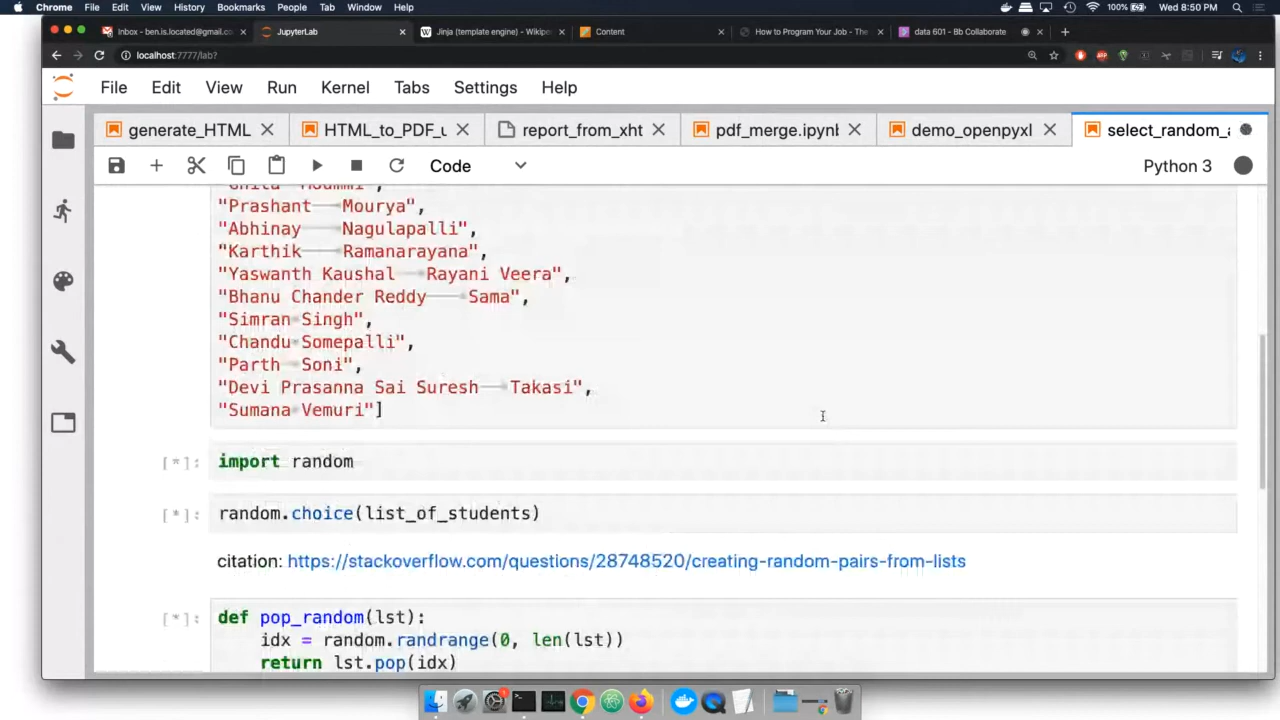 Chrome File Edit View History Bookmarks People Tab Window Help 100% Wed 8:50 PM
Inbox - ben.is.located@gmail.c JupyterLab Jinja (template engine) - Wikipe Content How to Program Your Job - The data 601 - Bb Collaborate
localhost:7777/lab?
File Edit View Run Kernel Tabs Settings Help
generate_HTML HTML_to_PDF_u report_from_xht pdf_merge.ipynb demo_openpyxl select_random_a
Code Python 3
"Prashant Mourya",
"Abhinay Nagulapalli",
"Karthik Ramanarayana",
"Yaswanth Kaushal Rayani Veera",
"Bhanu Chander Reddy Sama",
"Simran Singh",
"Chandu Somepalli",
"Parth Soni",
"Devi Prasanna Sai Suresh Takasi",
"Sumana Vemuri"]
[*]: import random
[*]: random.choice(list_of_students)
citation: https://stackoverflow.com/questions/28748520/creating-random-pairs-from-lists
[*]: def pop_random(lst):
idx = random.randrange(0, len(lst))
return lst.pop(idx)